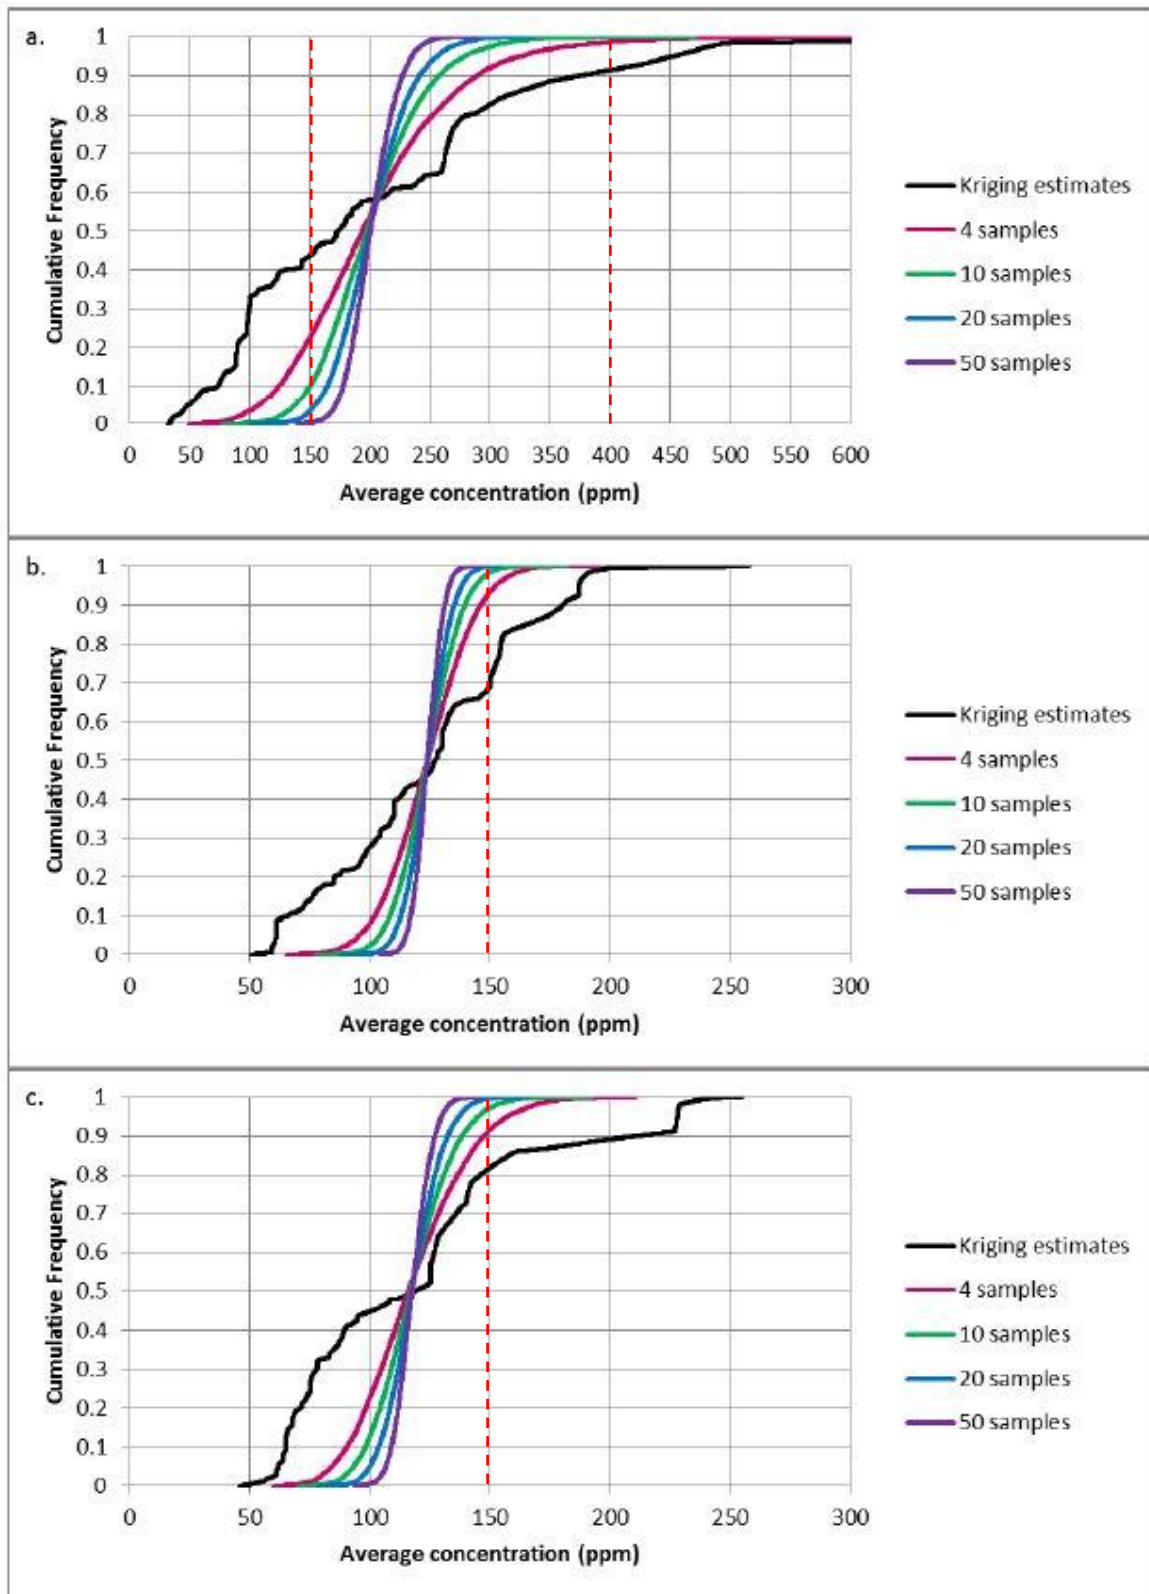 a.
1
0.9
0.8
0.7
0.6
0.5
0.4
0.3
0.2
0.1
0
Cumulative Frequency
0 50 100 150 200 250 300 350 400 450 500 550 600
Average concentration (ppm)
Kriging estimates
4 samples
10 samples
20 samples
50 samples
b.
1
0.9
0.8
0.7
0.6
0.5
0.4
0.3
0.2
0.1
0
Cumulative Frequency
0 50 100 150 200 250 300
Average concentration (ppm)
Kriging estimates
4 samples
10 samples
20 samples
50 samples
c.
1
0.9
0.8
0.7
0.6
0.5
0.4
0.3
0.2
0.1
0
Cumulative Frequency
0 50 100 150 200 250 300
Average concentration (ppm)
Kriging estimates
4 samples
10 samples
20 samples
50 samples